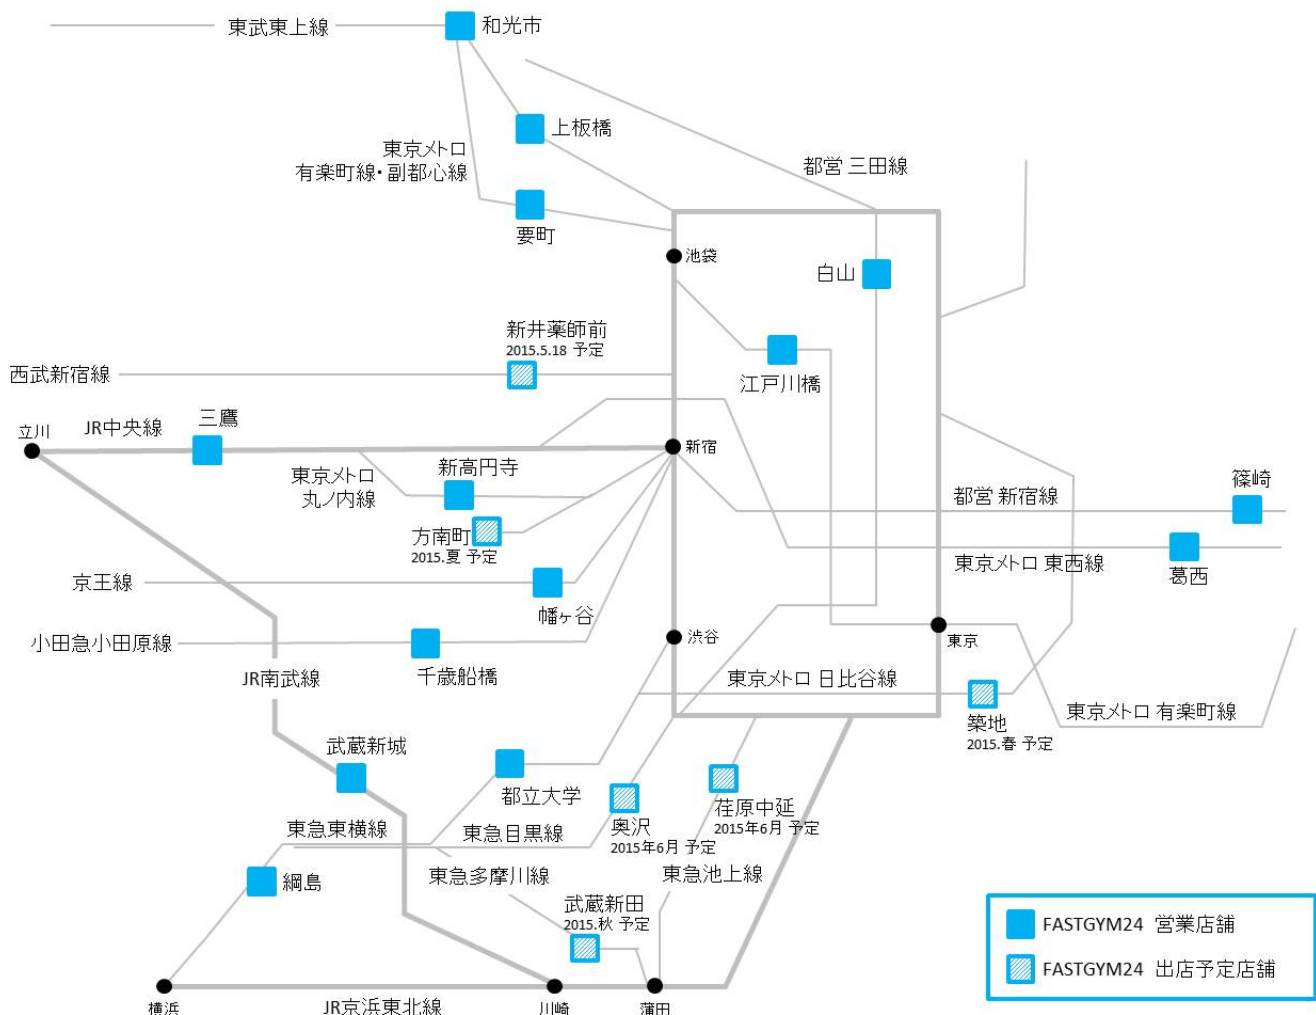 東武東上線
和光市
上板橋
東京メトロ
有楽町線・副都心線
都営 三田線
要町
池袋
白山
新井薬師前
2015.5.18 予定
江戸川橋
西武新宿線
三鷹
JR中央線
立川
新宿
東京メトロ
丸ノ内線
新高円寺
篠崎
都営 新宿線
方南町
2015.夏 予定
東京メトロ 東西線
葛西
京王線
幡ヶ谷
小田急小田原線
千歳船橋
渋谷
東京
JR南武線
東京メトロ 日比谷線
東京メトロ 有楽町線
築地
2015.春 予定
武蔵新城
都立大学
荏原中延
2015年6月 予定
奥沢
2015年6月 予定
東急東横線
東急目黒線
東急多摩川線
東急池上線
綱島
武蔵新田
2015.秋 予定
FASTGYM24 営業店舗
FASTGYM24 出店予定店舗
横浜
JR京浜東北線
川崎
蒲田